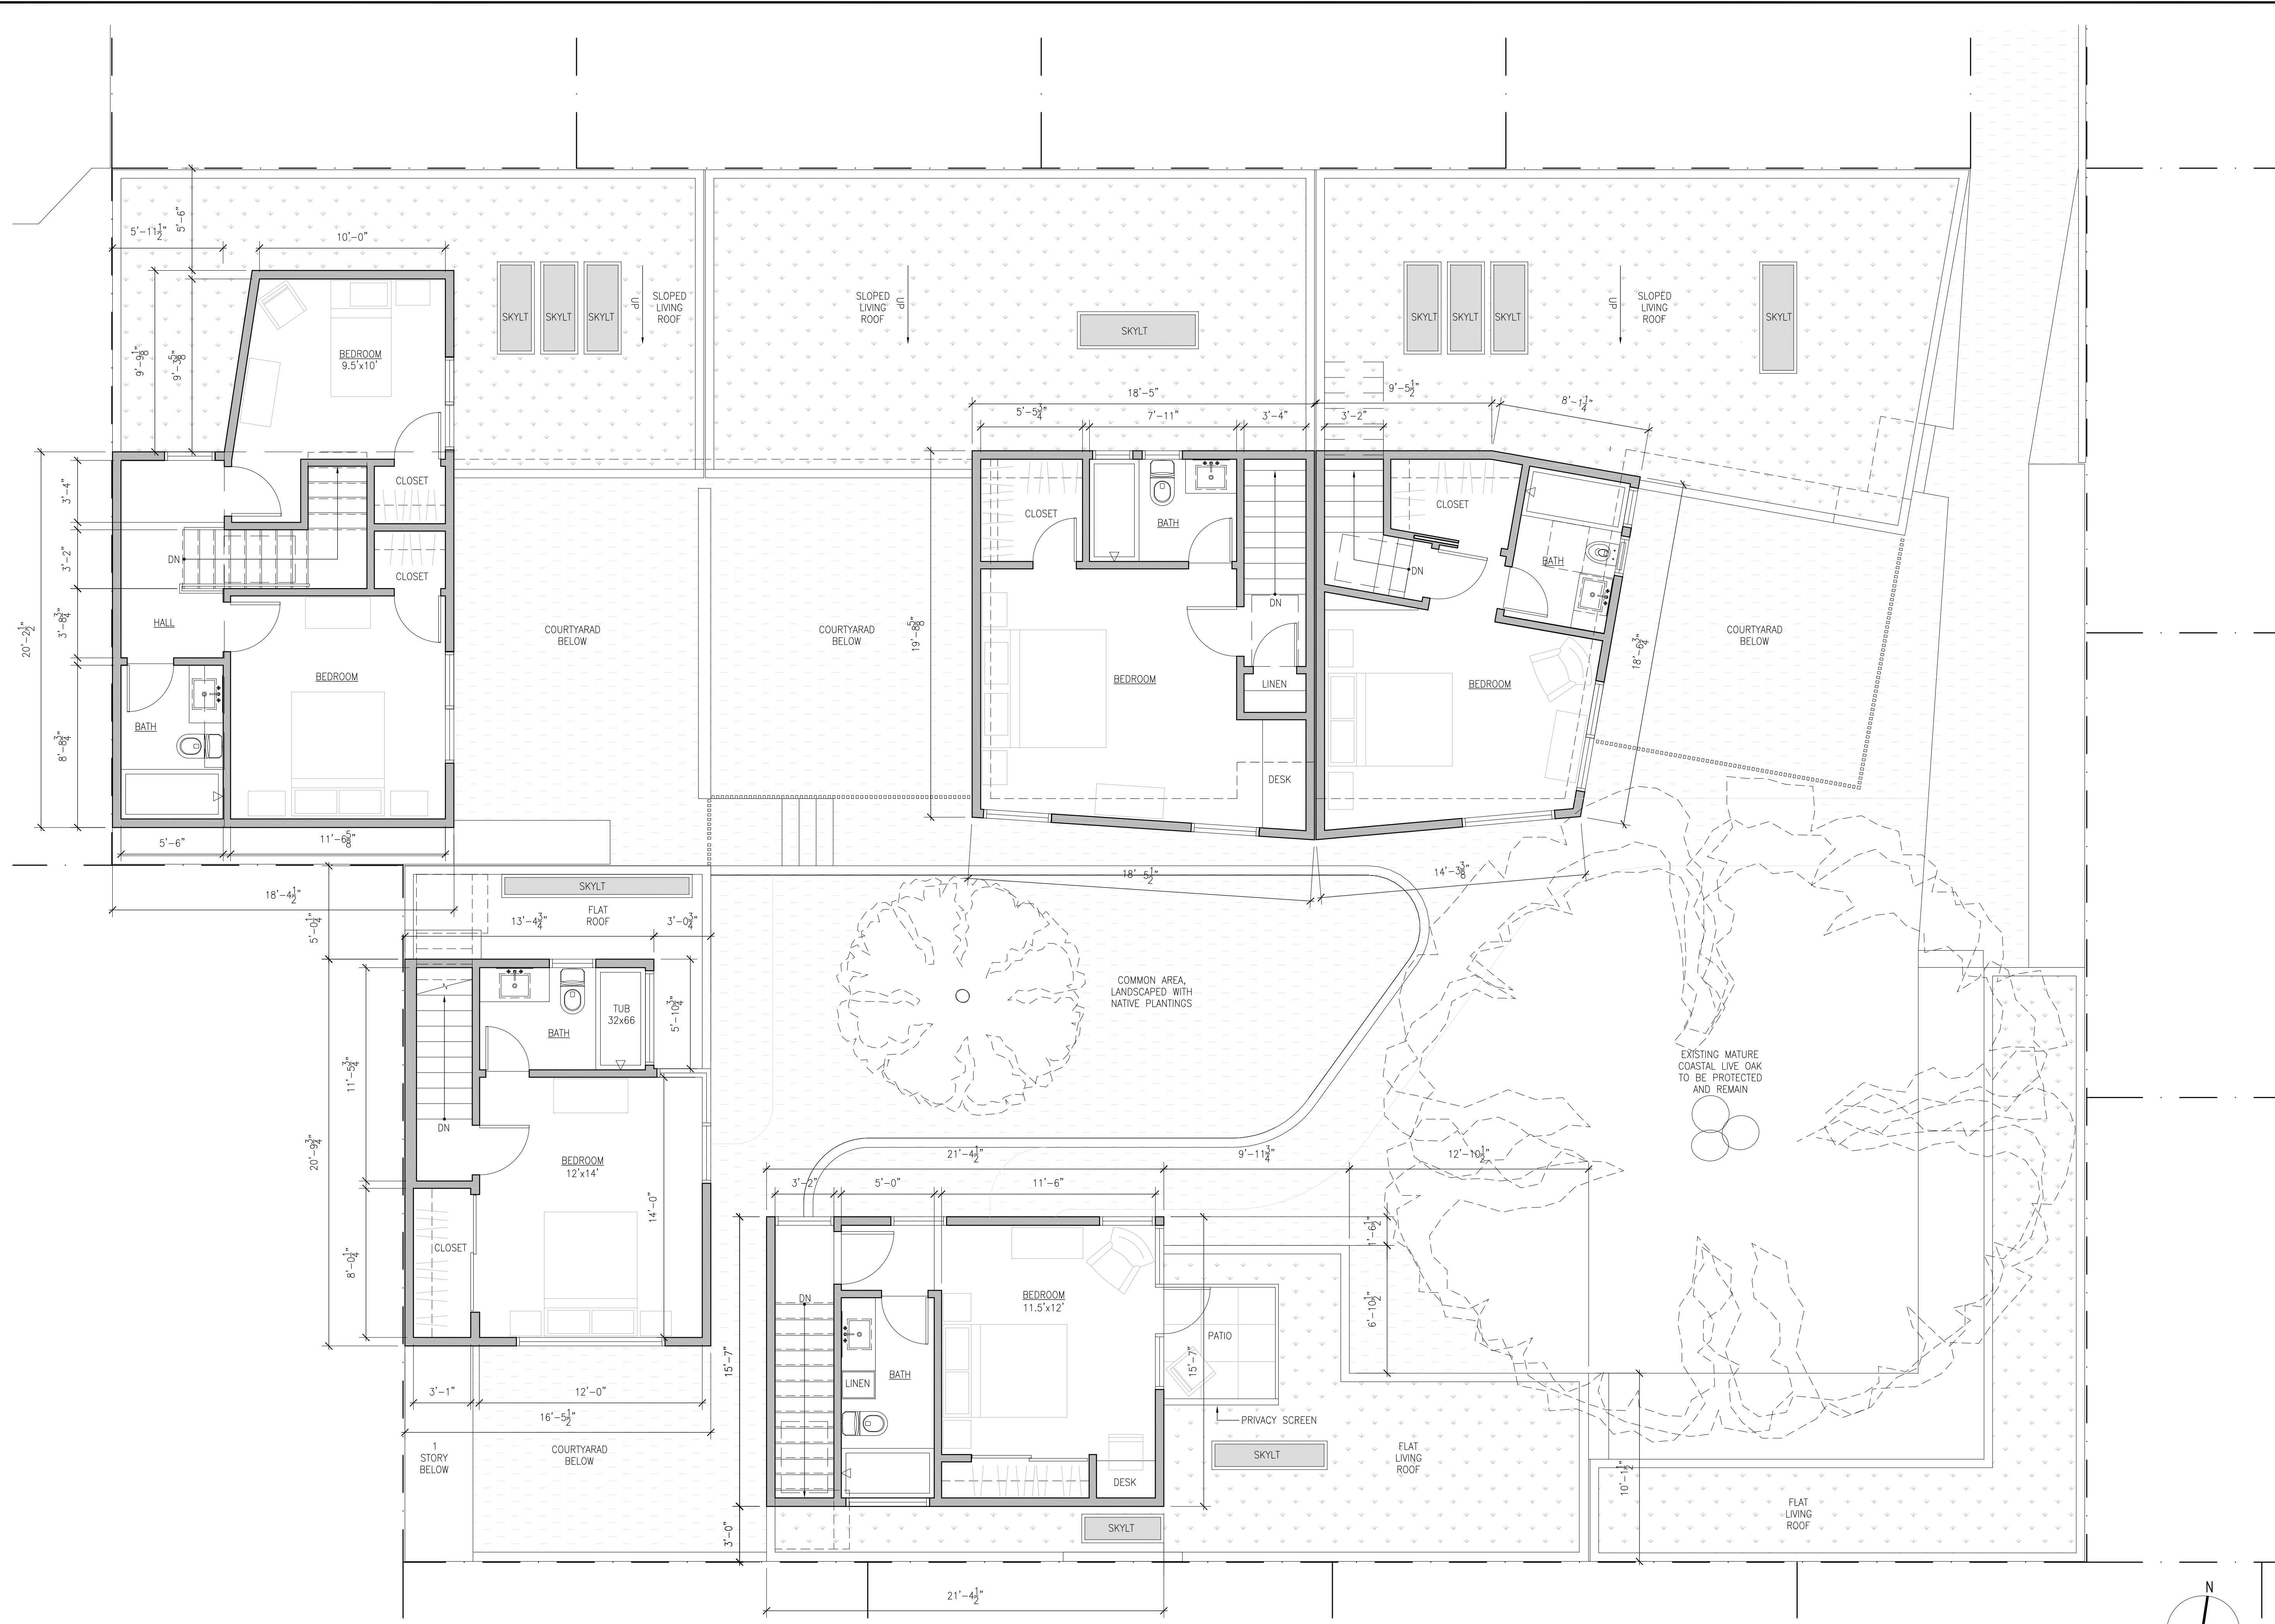 5'-11½"
5'-6"
10'-0"
9'-9⅛"
9'-3⅝"
BEDROOM
9.5'x10'
SKYLT
SKYLT
SKYLT
UP
SLOPED
LIVING
ROOF
SLOPED
LIVING
ROOF
UP
SKYLT
SKYLT
SKYLT
SKYLT
UP
SLOPED
LIVING
ROOF
SKYLT
18'-5"
9'-5½"
8'-1¼"
5'-5¾"
7'-11"
3'-4"
3'-2"
3'-4"
3'-2"
3'-8¾"
8'-8¾"
20'-2½"
CLOSET
DN
CLOSET
HALL
BEDROOM
BATH
5'-6"
11'-6⅝"
18'-4½"
COURTYARAD
BELOW
COURTYARAD
BELOW
19'-8⅝"
CLOSET
BATH
DN
BEDROOM
LINEN
DESK
CLOSET
DN
BATH
BEDROOM
18'-6¾"
COURTYARAD
BELOW
18'-5½"
14'-3⅜"
SKYLT
FLAT
ROOF
5'-0¼"
13'-4¾"
3'-0¾"
TUB
32x66
BATH
5'-10¾"
11'-5¾"
20'-9¾"
8'-0¼"
DN
BEDROOM
12'x14'
14'-0"
CLOSET
3'-1"
12'-0"
16'-5½"
1
STORY
BELOW
COURTYARAD
BELOW
COMMON AREA,
LANDSCAPED WITH
NATIVE PLANTINGS
EXISTING MATURE
COASTAL LIVE OAK
TO BE PROTECTED
AND REMAIN
21'-4½"
9'-11¾"
12'-10½"
3'-2"
5'-0"
11'-6"
1'-6½"
6'-10½"
15'-7"
15'-7"
DN
BEDROOM
11.5'x12'
PATIO
LINEN
BATH
DESK
PRIVACY SCREEN
SKYLT
FLAT
LIVING
ROOF
10'-1½"
FLAT
LIVING
ROOF
3'-0"
SKYLT
21'-4½"
N